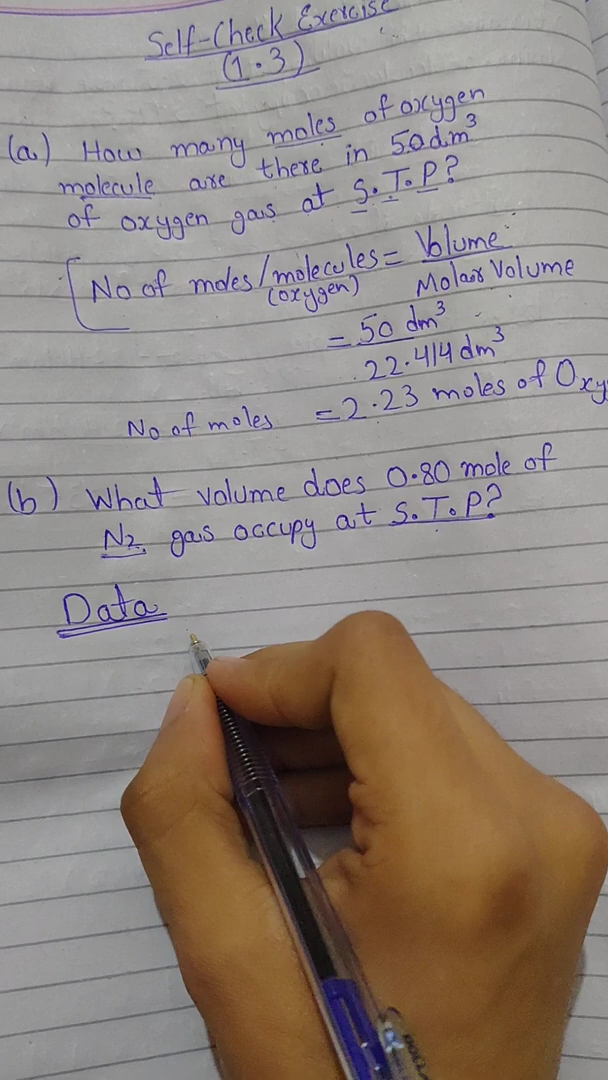 Self-Check Exercise
(1.3)
(a) How many moles of oxygen
molecule are there in 50 dm³
of oxygen gas at S.T.P?
No of moles/molecules = Volume
(oxygen) Molar Volume
= 50 dm³
22.414 dm³
No of moles = 2.23 moles of Oxy
(b) What volume does 0.80 mole of
N₂ gas occupy at S.T.P?
Data